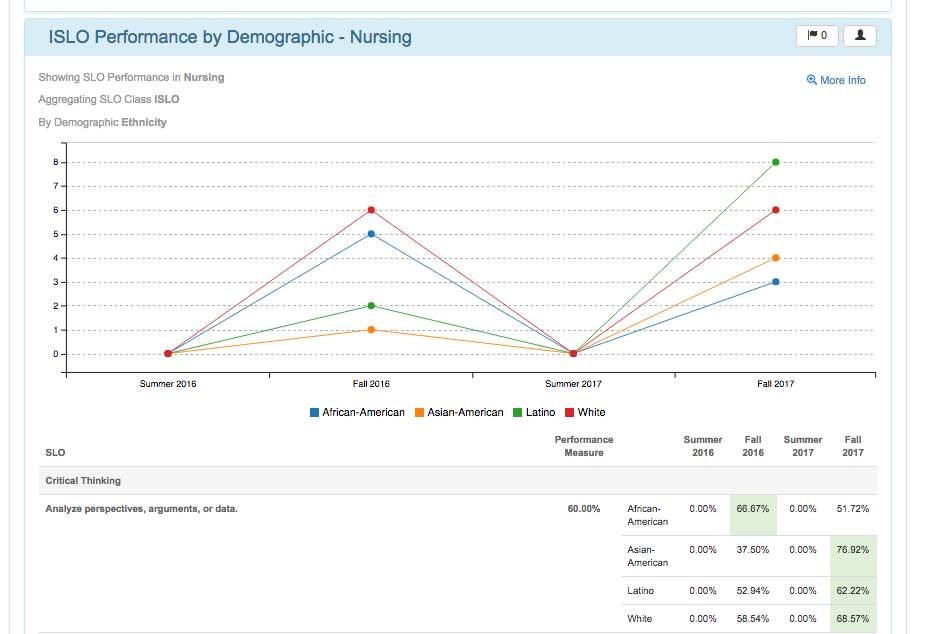 ISLO Performance by Demographic - Nursing
0
Showing SLO Performance in Nursing
More Info
Aggregating SLO Class ISLO
By Demographic Ethnicity
8
7
6
5
4
3
2
1
0
Summer 2016 Fall 2016 Summer 2017 Fall 2017
African-American Asian-American Latino White
SLO Performance Measure Summer 2016 Fall 2016 Summer 2017 Fall 2017
Critical Thinking
Analyze perspectives, arguments, or data. 60.00% African-American 0.00% 66.67% 0.00% 51.72%
Asian-American 0.00% 37.50% 0.00% 76.92%
Latino 0.00% 52.94% 0.00% 62.22%
White 0.00% 58.54% 0.00% 68.57%